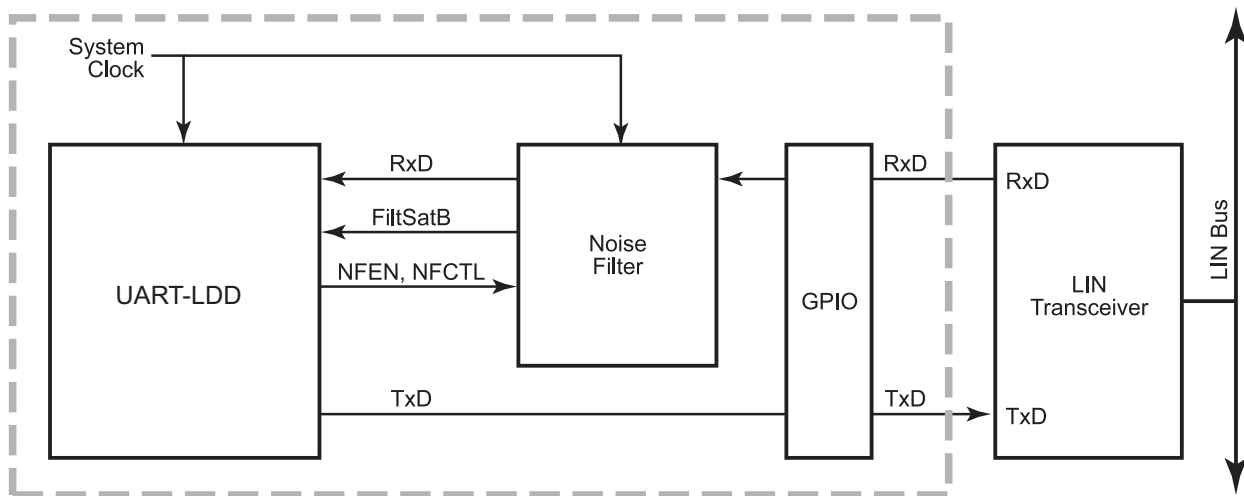 System
Clock
RxD
FiltSatB
NFEN, NFCTL
UART-LDD
TxD
Noise
Filter
GPIO
RxD
TxD
RxD
LIN
Transceiver
TxD
LIN Bus